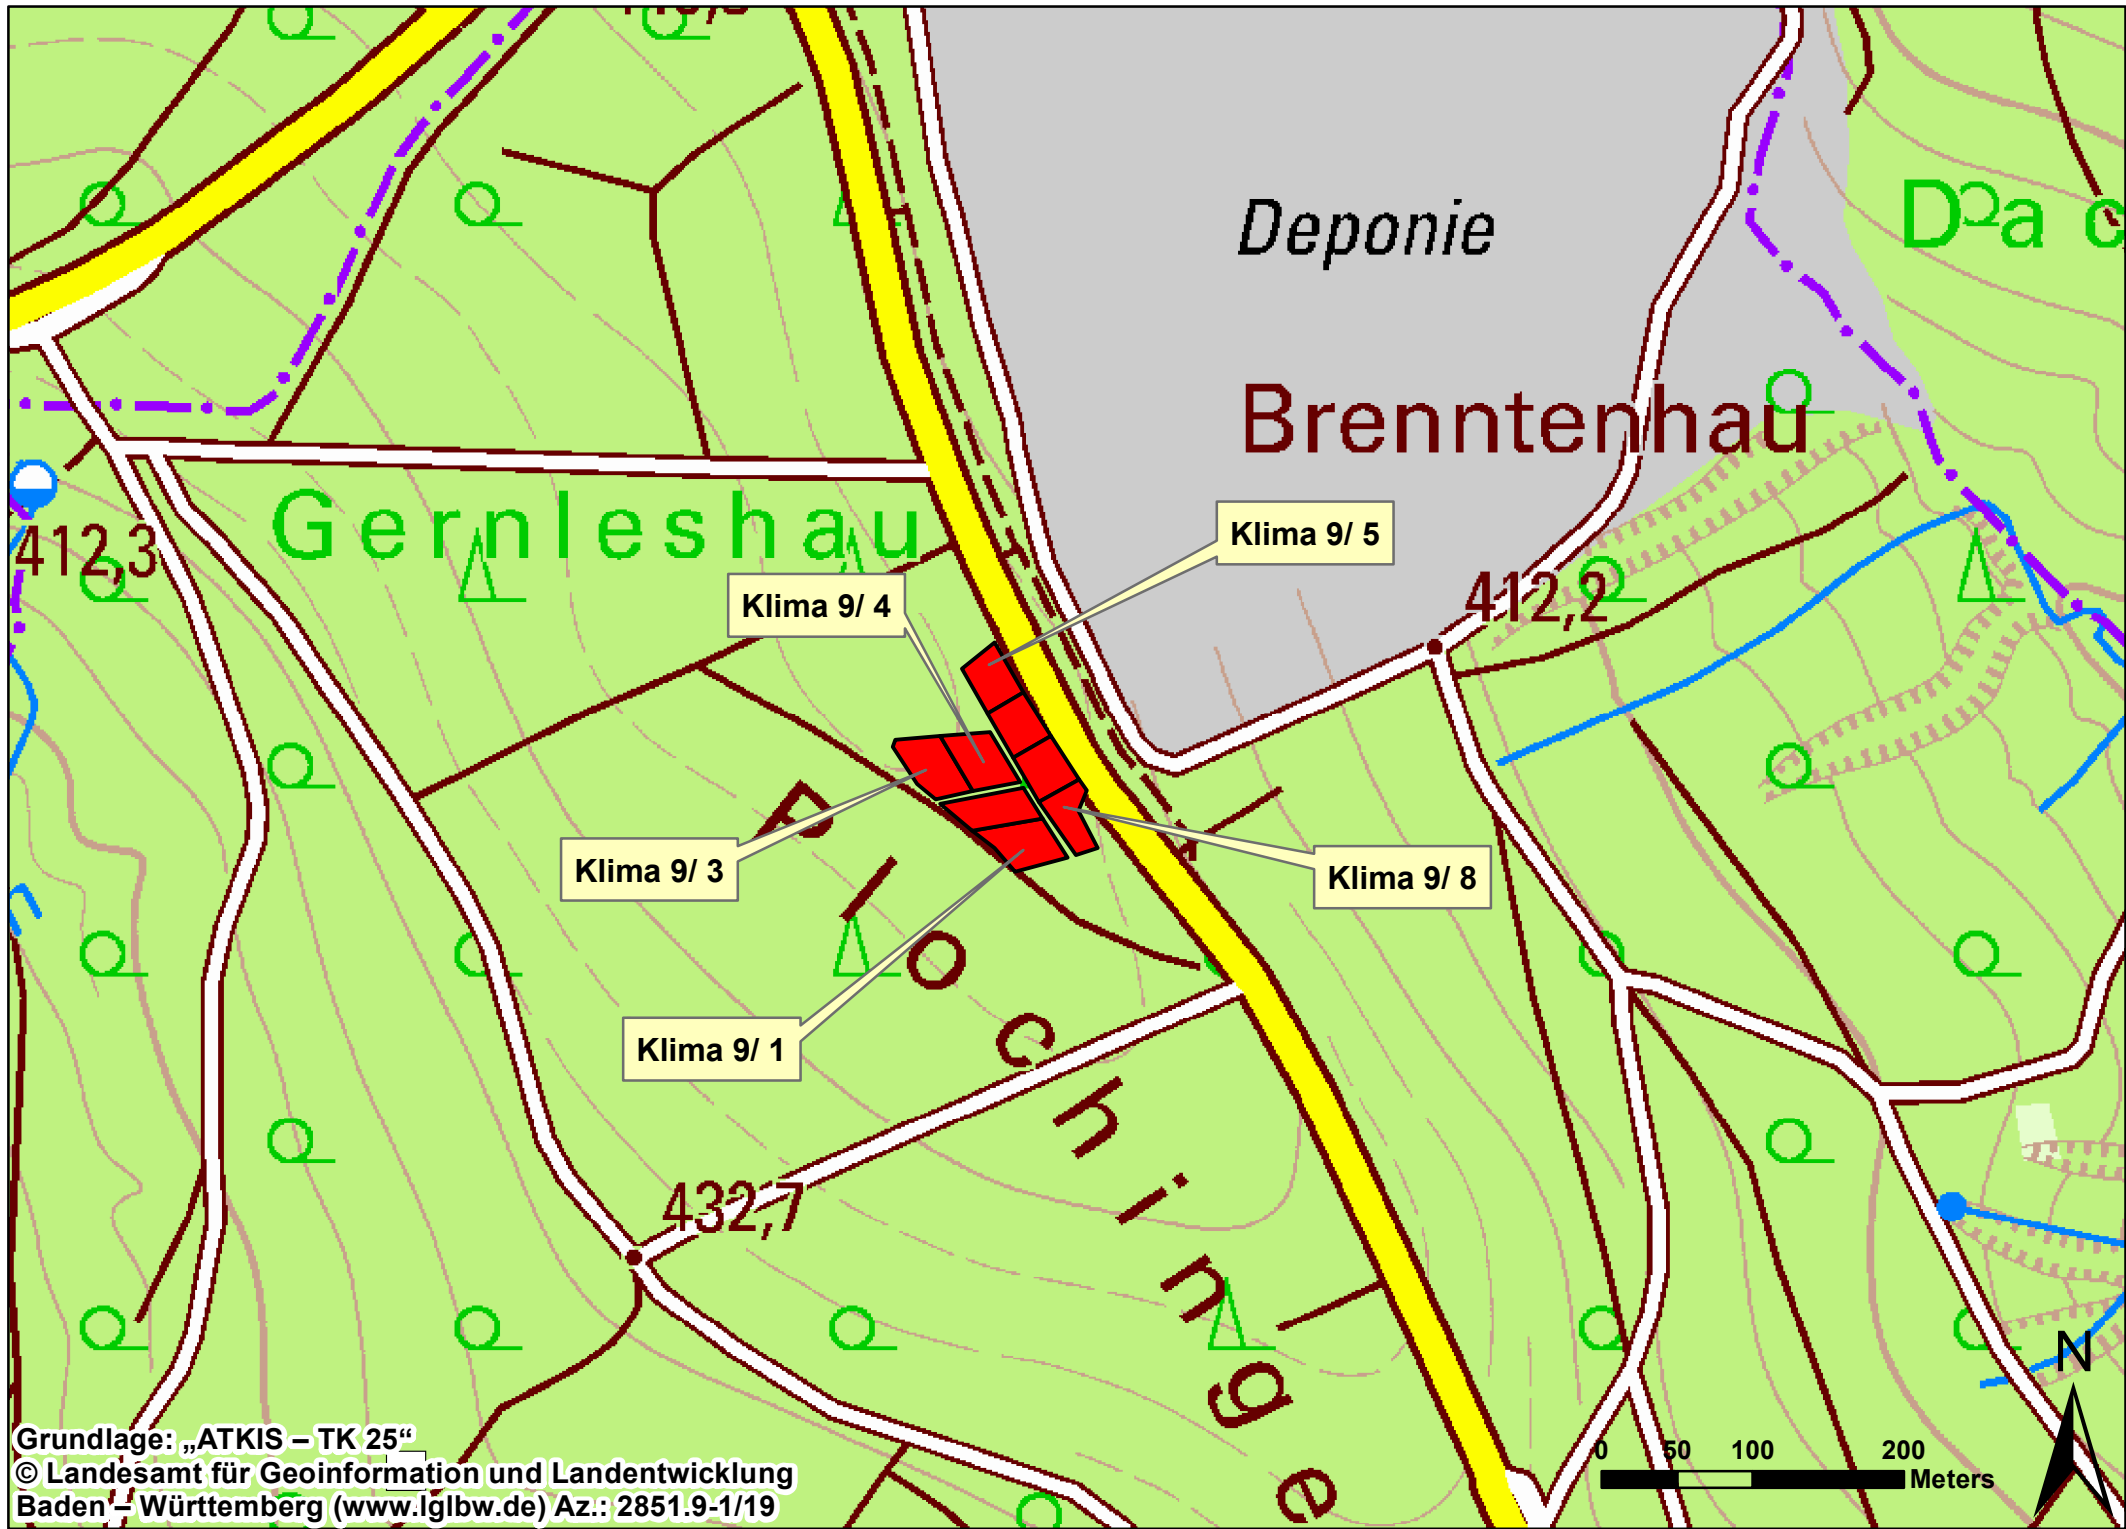 Deponie
D a c
Brenntenhau
Gernleshau
412,3
Klima 9/ 5
Klima 9/ 4
412,2
Klima 9/ 3
Klima 9/ 8
Klima 9/ 1
Plochinge
432,7
N
0 50 100 200
Meters
Grundlage: „ATKIS – TK 25“
© Landesamt für Geoinformation und Landentwicklung
Baden – Württemberg (www.lglbw.de) Az.: 2851.9-1/19